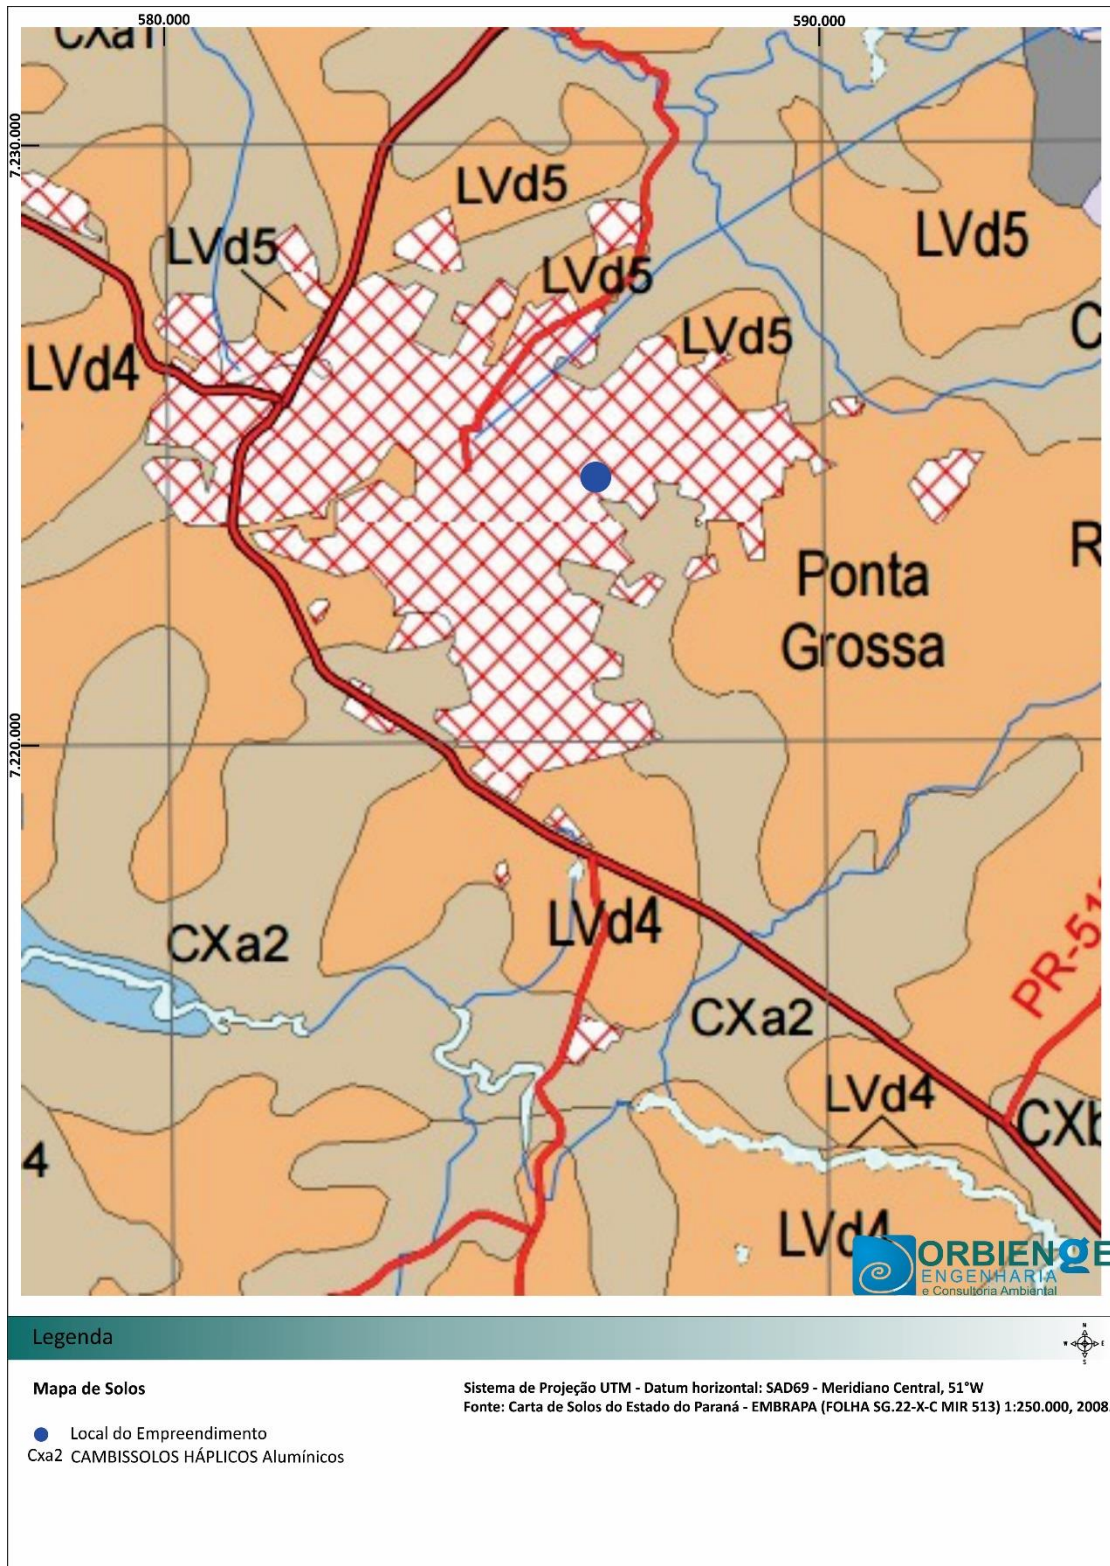 580.000
590.000
CXa1
7.230.000
LVd5
LVd5
LVd5
LVd5
LVd5
LVd4
C
R
Ponta
Grossa
7.220.000
CXa2
LVd4
PR-51
CXa2
LVd4
CXb
4
LVd4
ORBIENGE
ENGENHARIA
e Consultoria Ambiental
Legenda
N
W E
S
Mapa de Solos
Sistema de Projeção UTM - Datum horizontal: SAD69 - Meridiano Central, 51°W
Fonte: Carta de Solos do Estado do Paraná - EMBRAPA (FOLHA SG.22-X-C MIR 513) 1:250.000, 2008.
Local do Empreendimento
Cxa2 CAMBISSOLOS HÁPLICOS Alumínicos